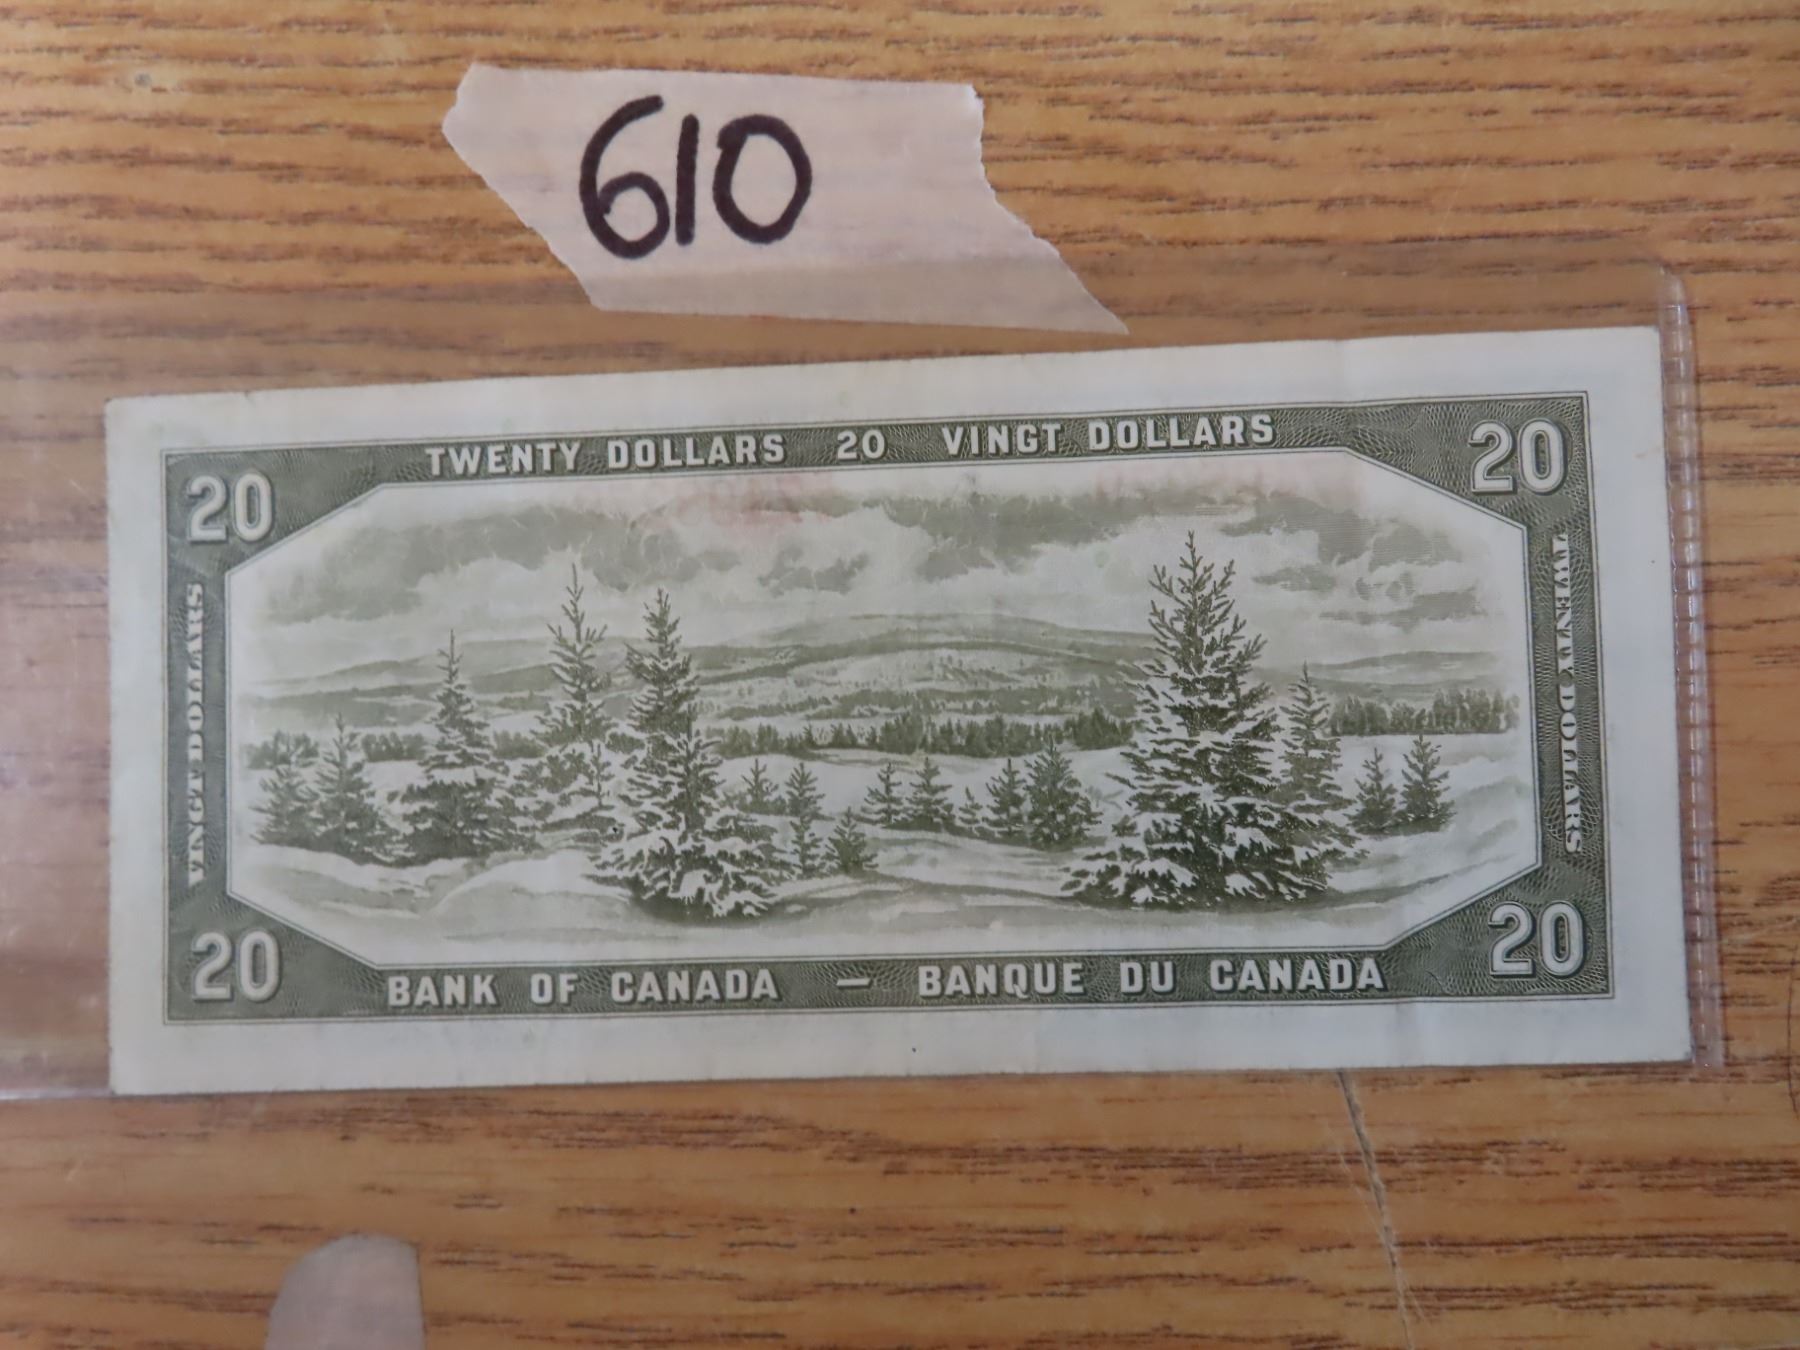 610
TWENTY DOLLARS 20 VINGT DOLLARS
20
20
VINGT DOLLARS
TWENTY DOLLARS
20
20
BANK OF CANADA — BANQUE DU CANADA